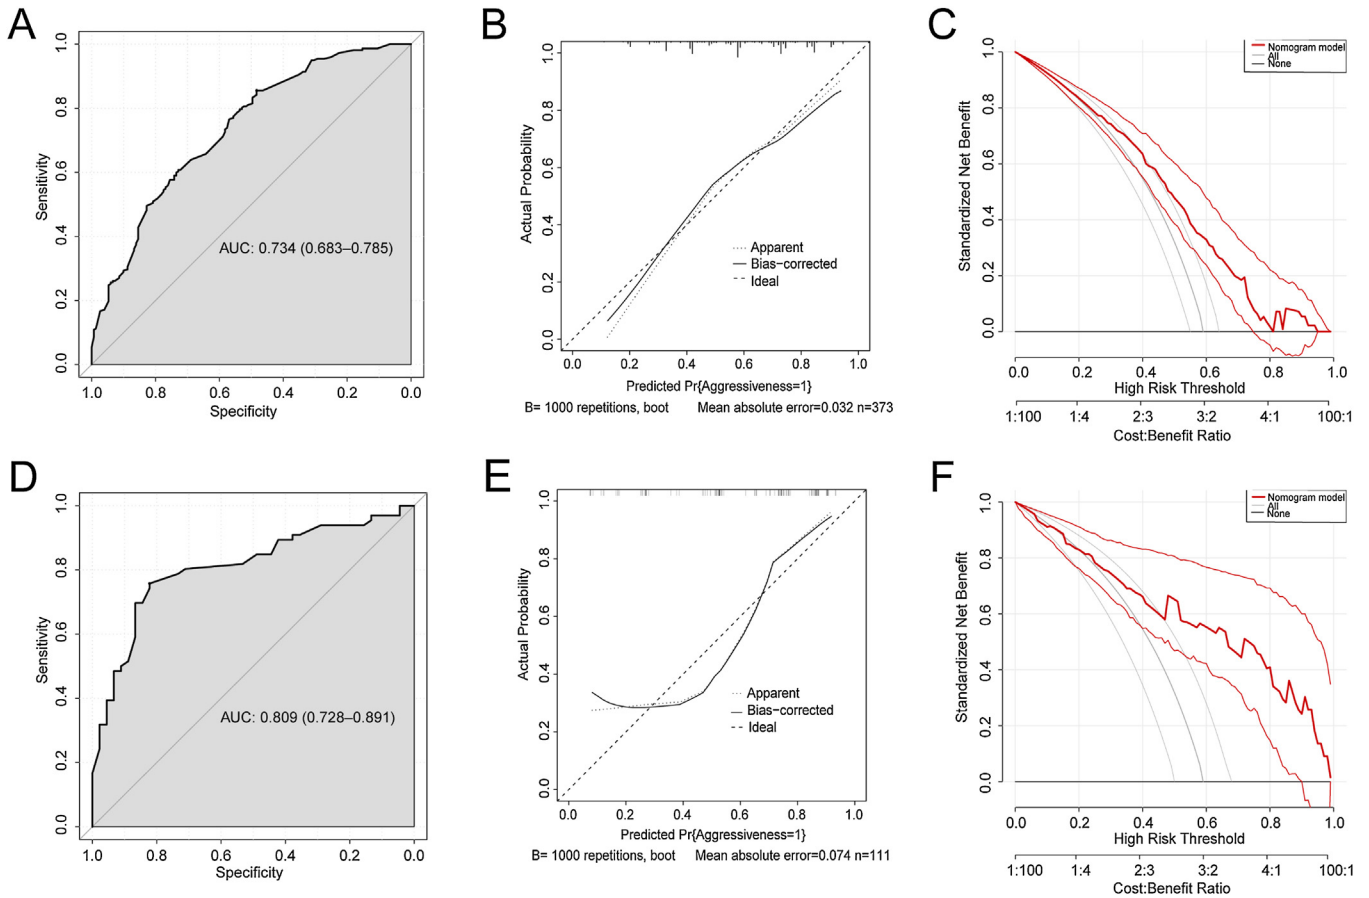 A
1.0
0.8
0.6
0.4
0.2
0.0
Sensitivity
AUC: 0.734 (0.683–0.785)
1.0 0.8 0.6 0.4 0.2 0.0
Specificity
B
1.0
0.8
0.6
0.4
0.2
0.0
Actual Probability
Apparent
Bias−corrected
Ideal
0.0 0.2 0.4 0.6 0.8 1.0
Predicted Pr{Aggressiveness=1}
B= 1000 repetitions, boot Mean absolute error=0.032 n=373
C
1.0
0.8
0.6
0.4
0.2
0.0
Standardized Net Benefit
Nomogram model
All
None
0.0 0.2 0.4 0.6 0.8 1.0
High Risk Threshold
1:100 1:4 2:3 3:2 4:1 100:1
Cost:Benefit Ratio
D
1.0
0.8
0.6
0.4
0.2
0.0
Sensitivity
AUC: 0.809 (0.728–0.891)
1.0 0.8 0.6 0.4 0.2 0.0
Specificity
E
1.0
0.8
0.6
0.4
0.2
0.0
Actual Probability
Apparent
Bias−corrected
Ideal
0.0 0.2 0.4 0.6 0.8 1.0
Predicted Pr{Aggressiveness=1}
B= 1000 repetitions, boot Mean absolute error=0.074 n=111
F
1.0
0.8
0.6
0.4
0.2
0.0
Standardized Net Benefit
Nomogram model
All
None
0.0 0.2 0.4 0.6 0.8 1.0
High Risk Threshold
1:100 1:4 2:3 3:2 4:1 100:1
Cost:Benefit Ratio